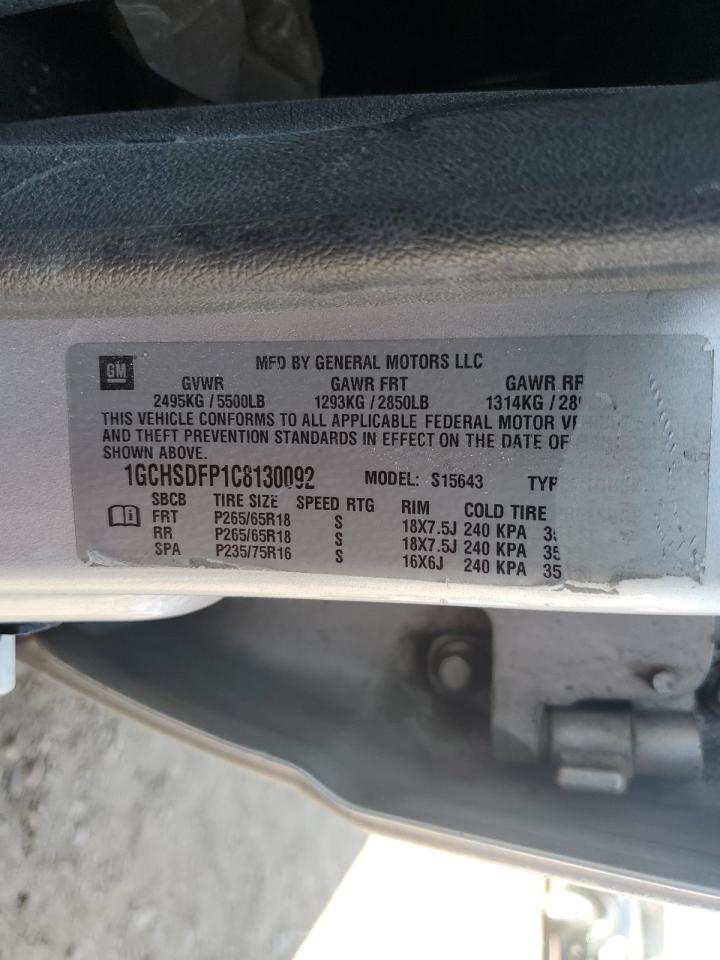 GM
MFD BY GENERAL MOTORS LLC
GVWR GAWR FRT GAWR RR
2495KG / 5500LB 1293KG / 2850LB 1314KG /
THIS VEHICLE CONFORMS TO ALL APPLICABLE FEDERAL MOTOR
AND THEFT PREVENTION STANDARDS IN EFFECT ON THE DATE OF
SHOWN ABOVE.
1GCHSDFP1C8130092 MODEL: S15643
SBCB TIRE SIZE SPEED RTG RIM COLD TIRE
FRT P265/65R18 S 18X7.5J 240 KPA
RR P265/65R18 S 18X7.5J 240 KPA 35
SPA P235/75R16 S 16X6J 240 KPA 35